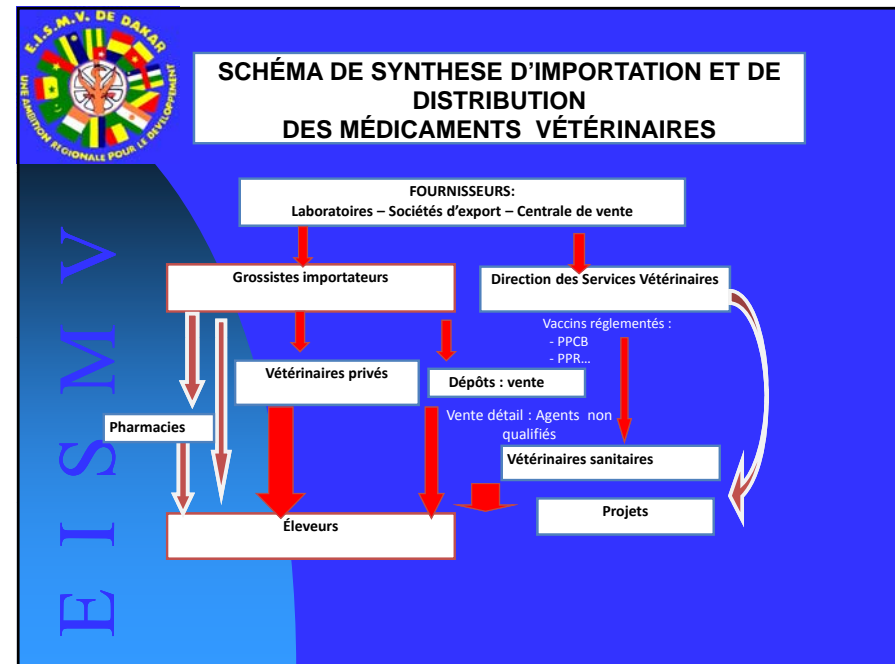 E.I.S.M.V. DE DAKAR
UNE AMBITION REGIONALE POUR LE DEVELOPPEMENT
SCHÉMA DE SYNTHESE D’IMPORTATION ET DE
DISTRIBUTION
DES MÉDICAMENTS VÉTÉRINAIRES
FOURNISSEURS:
Laboratoires – Sociétés d’export – Centrale de vente
Grossistes importateurs
Direction des Services Vétérinaires
Vaccins réglementés :
- PPCB
- PPR...
Vétérinaires privés
Dépôts : vente
Vente détail : Agents non
qualifiés
Pharmacies
Vétérinaires sanitaires
Projets
Éleveurs
E I S M V